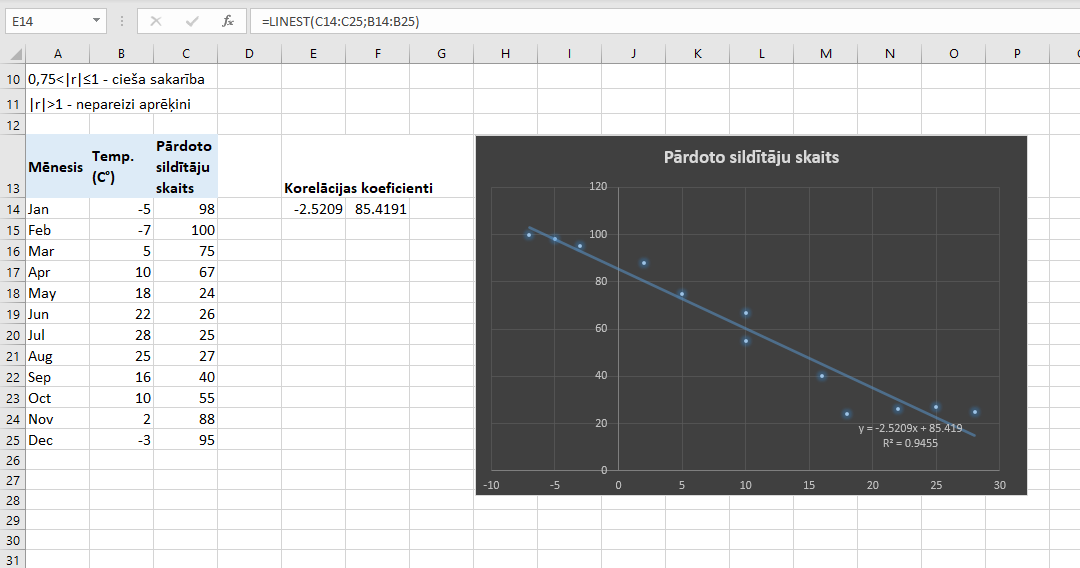 E14
fx
=LINEST(C14:C25;B14:B25)
A B C D E F G H I J K L M N O P
10 0,75<|r|≤1 - cieša sakarība
11 |r|>1 - nepareizi aprēķini
12
13 Mēnesis Temp. (C°) Pārdoto sildītāju skaits Korelācijas koeficienti
14 Jan -5 98 -2.5209 85.4191
15 Feb -7 100
16 Mar 5 75
17 Apr 10 67
18 May 18 24
19 Jun 22 26
20 Jul 28 25
21 Aug 25 27
22 Sep 16 40
23 Oct 10 55
24 Nov 2 88
25 Dec -3 95
26
27
28
29
30
31
Pārdoto sildītāju skaits
120
100
80
60
40
20
0
y = -2.5209x + 85.419
R² = 0.9455
-10 -5 0 5 10 15 20 25 30